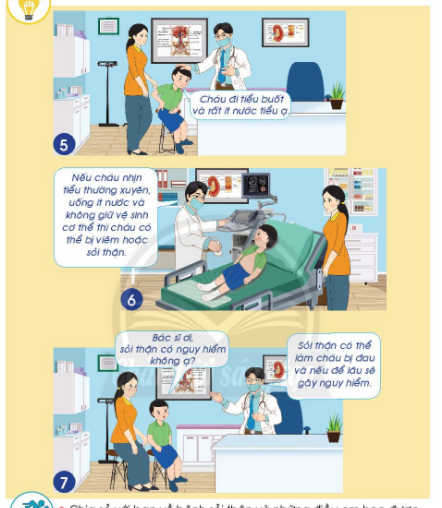 Cháu đi tiểu buốt
và rất ít nước tiểu ạ.
5
Nếu cháu nhịn
tiểu thường xuyên,
uống ít nước và
không giữ vệ sinh
cơ thể thì cháu có
thể bị viêm hoặc
sỏi thận.
6
Bác sĩ ơi,
sỏi thận có nguy hiểm
không ạ?
Sỏi thận có thể
làm cháu bị đau
và nếu để lâu sẽ
gây nguy hiểm.
7